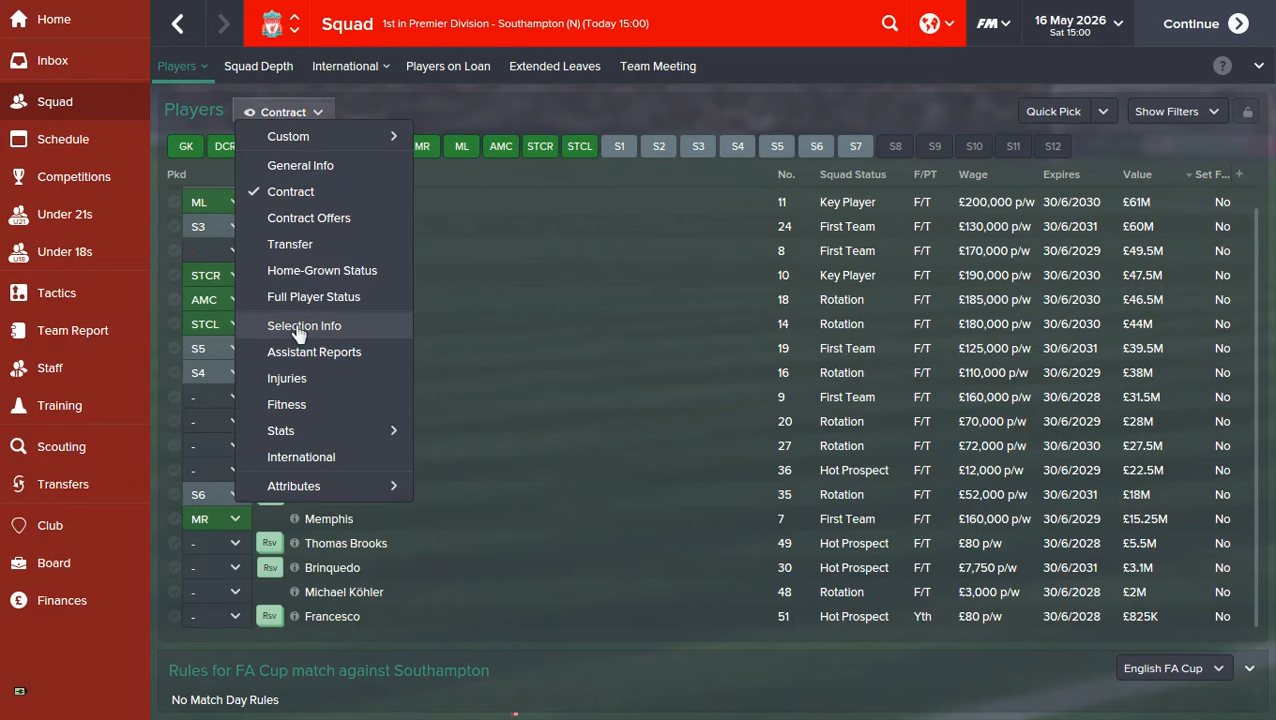 Home
Squad
1st in Premier Division - Southampton (N) (Today 15:00)
FM
16 May 2026
Sat 15:00
Continue
Inbox
Squad
Schedule
Competitions
Under 21s
U21
Under 18s
U18
Tactics
Team Report
Staff
Training
Scouting
Transfers
Club
Board
Finances
Players
Squad Depth
International
Players on Loan
Extended Leaves
Team Meeting
?
Players
Contract
Quick Pick
Show Filters
GK DCR MR ML AMC STCR STCL S1 S2 S3 S4 S5 S6 S7 S8 S9 S10 S11 S12
Custom
General Info
Contract
Contract Offers
Transfer
Home-Grown Status
Full Player Status
Selection Info
Assistant Reports
Injuries
Fitness
Stats
International
Attributes
Pkd No. Squad Status F/PT Wage Expires Value Set F... +
ML 11 Key Player F/T £200,000 p/w 30/6/2030 £61M No
S3 24 First Team F/T £130,000 p/w 30/6/2031 £60M No
- 8 First Team F/T £170,000 p/w 30/6/2029 £49.5M No
STCR 10 Key Player F/T £190,000 p/w 30/6/2030 £47.5M No
AMC 18 Rotation F/T £185,000 p/w 30/6/2030 £46.5M No
STCL 14 Rotation F/T £180,000 p/w 30/6/2030 £44M No
S5 19 First Team F/T £125,000 p/w 30/6/2031 £39.5M No
S4 16 Rotation F/T £110,000 p/w 30/6/2029 £38M No
- 9 First Team F/T £160,000 p/w 30/6/2028 £31.5M No
- 20 Rotation F/T £70,000 p/w 30/6/2029 £28M No
- 27 Rotation F/T £72,000 p/w 30/6/2030 £27.5M No
- 36 Hot Prospect F/T £12,000 p/w 30/6/2029 £22.5M No
S6 35 Rotation F/T £52,000 p/w 30/6/2031 £18M No
MR Memphis 7 First Team F/T £160,000 p/w 30/6/2029 £15.25M No
- Rsv Thomas Brooks 49 Hot Prospect F/T £80 p/w 30/6/2029 £5.5M No
- Rsv Brinquedo 30 Hot Prospect F/T £7,750 p/w 30/6/2031 £3.1M No
- Michael Köhler 48 Rotation F/T £3,000 p/w 30/6/2028 £2M No
- Rsv Francesco 51 Hot Prospect Yth £80 p/w 30/6/2028 £825K No
Rules for FA Cup match against Southampton
English FA Cup
No Match Day Rules